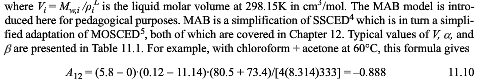 where Vᵢ = Mw,i/ρᵢᴸ is the liquid molar volume at 298.15K in cm³/mol. The MAB model is intro-
duced here for pedagogical purposes. MAB is a simplification of SSCED⁴ which is in turn a simpli-
fied adaptation of MOSCED⁵, both of which are covered in Chapter 12. Typical values of V, α, and
β are presented in Table 11.1. For example, with chloroform + acetone at 60°C, this formula gives
A₁₂ = (5.8 – 0)·(0.12 – 11.14)·(80.5 + 73.4)/[4(8.314)333] = –0.888 11.10